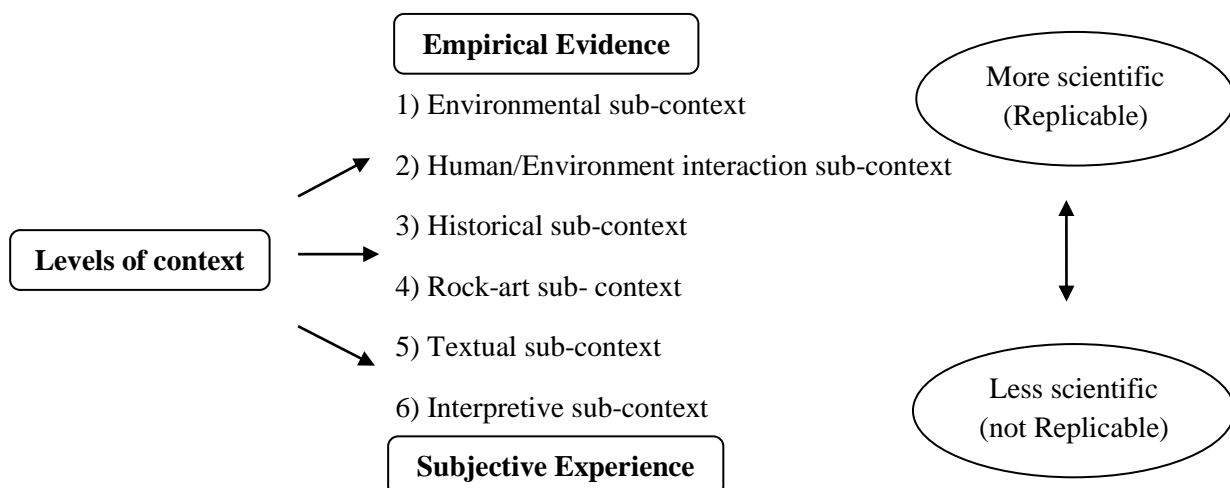 Empirical Evidence
1) Environmental sub-context
2) Human/Environment interaction sub-context
3) Historical sub-context
4) Rock-art sub- context
5) Textual sub-context
6) Interpretive sub-context
Subjective Experience
Levels of context
More scientific
(Replicable)
Less scientific
(not Replicable)